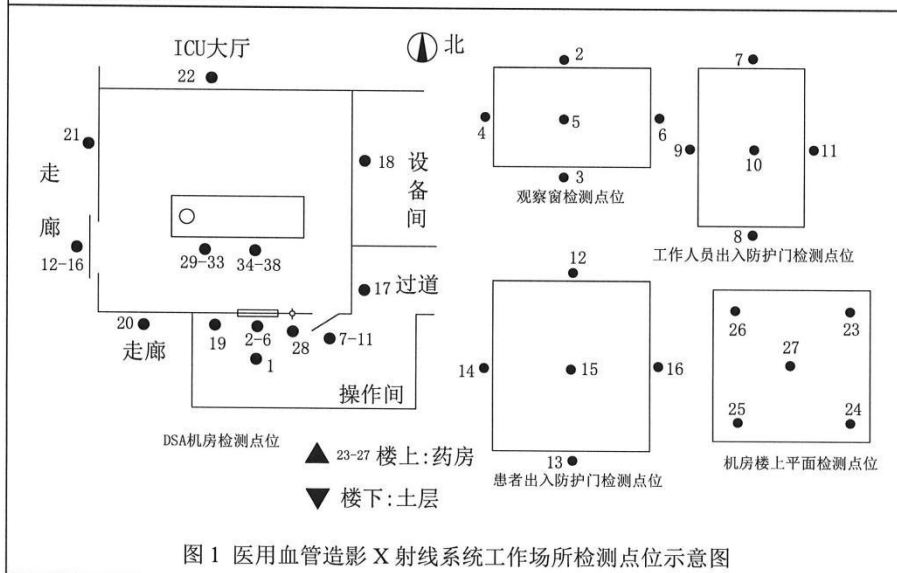 ICU大厅
22
北
21
走
廊
12-16
18
设
备
间
29-33
34-38
17
过道
20
走廊
19
2-6
28
7-11
1
操作间
DSA机房检测点位
2
4
5
6
3
观察窗检测点位
7
9
10
11
8
工作人员出入防护门检测点位
12
14
15
16
13
患者出入防护门检测点位
26
23
27
25
24
机房楼上平面检测点位
23-27 楼上:药房
楼下:土层
图 1 医用血管造影 X 射线系统工作场所检测点位示意图